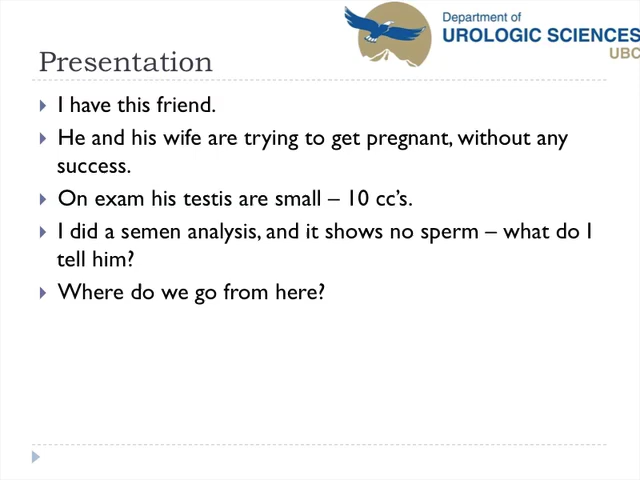 Department of
UROLOGIC SCIENCES
UBC
Presentation
I have this friend.
He and his wife are trying to get pregnant, without any
success.
On exam his testis are small – 10 cc's.
I did a semen analysis, and it shows no sperm – what do I
tell him?
Where do we go from here?